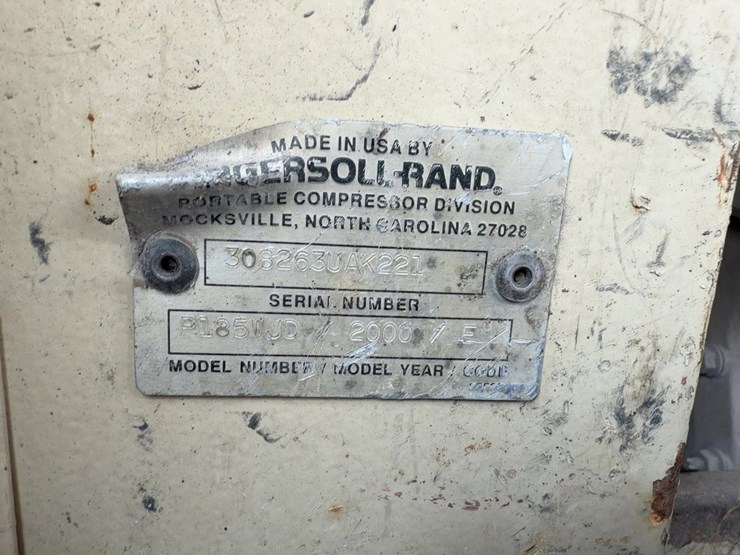 MADE IN USA BY
INGERSOLL-RAND®
PORTABLE COMPRESSOR DIVISION
MOCKSVILLE, NORTH CAROLINA 27028
308263UAK221
SERIAL NUMBER
P185WJD / 2000 / E
MODEL NUMBER / MODEL YEAR / CODE